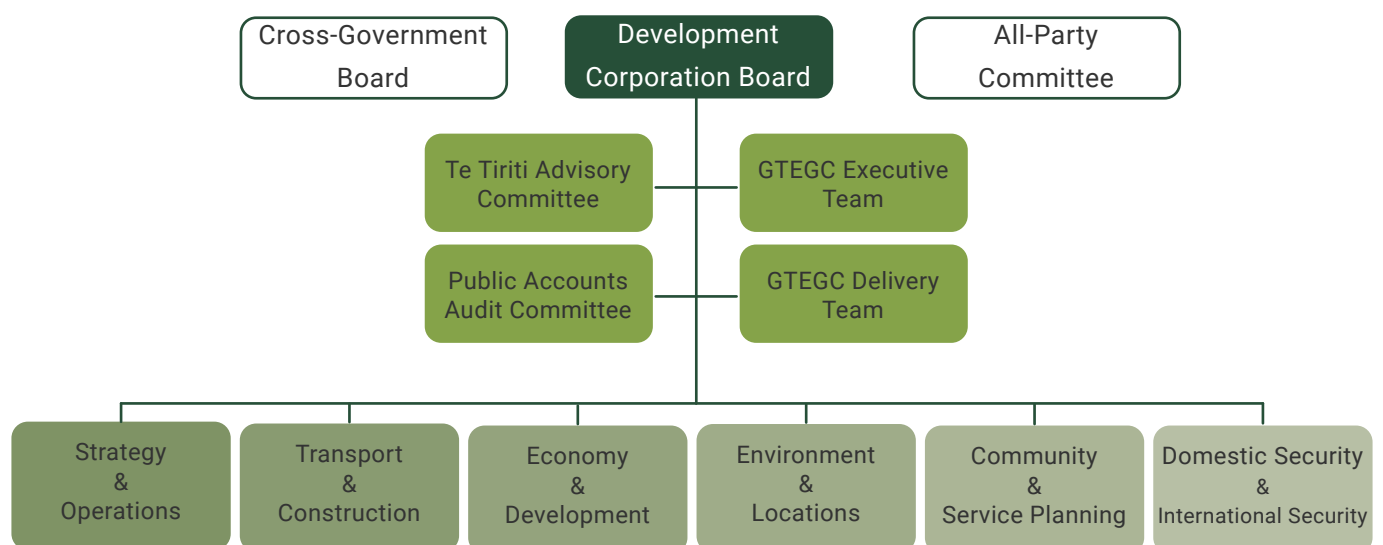 Cross-Government
Board
Development
Corporation Board
All-Party
Committee
Te Tiriti Advisory
Committee
GTEGC Executive
Team
Public Accounts
Audit Committee
GTEGC Delivery
Team
Strategy
&
Operations
Transport
&
Construction
Economy
&
Development
Environment
&
Locations
Community
&
Service Planning
Domestic Security
&
International Security